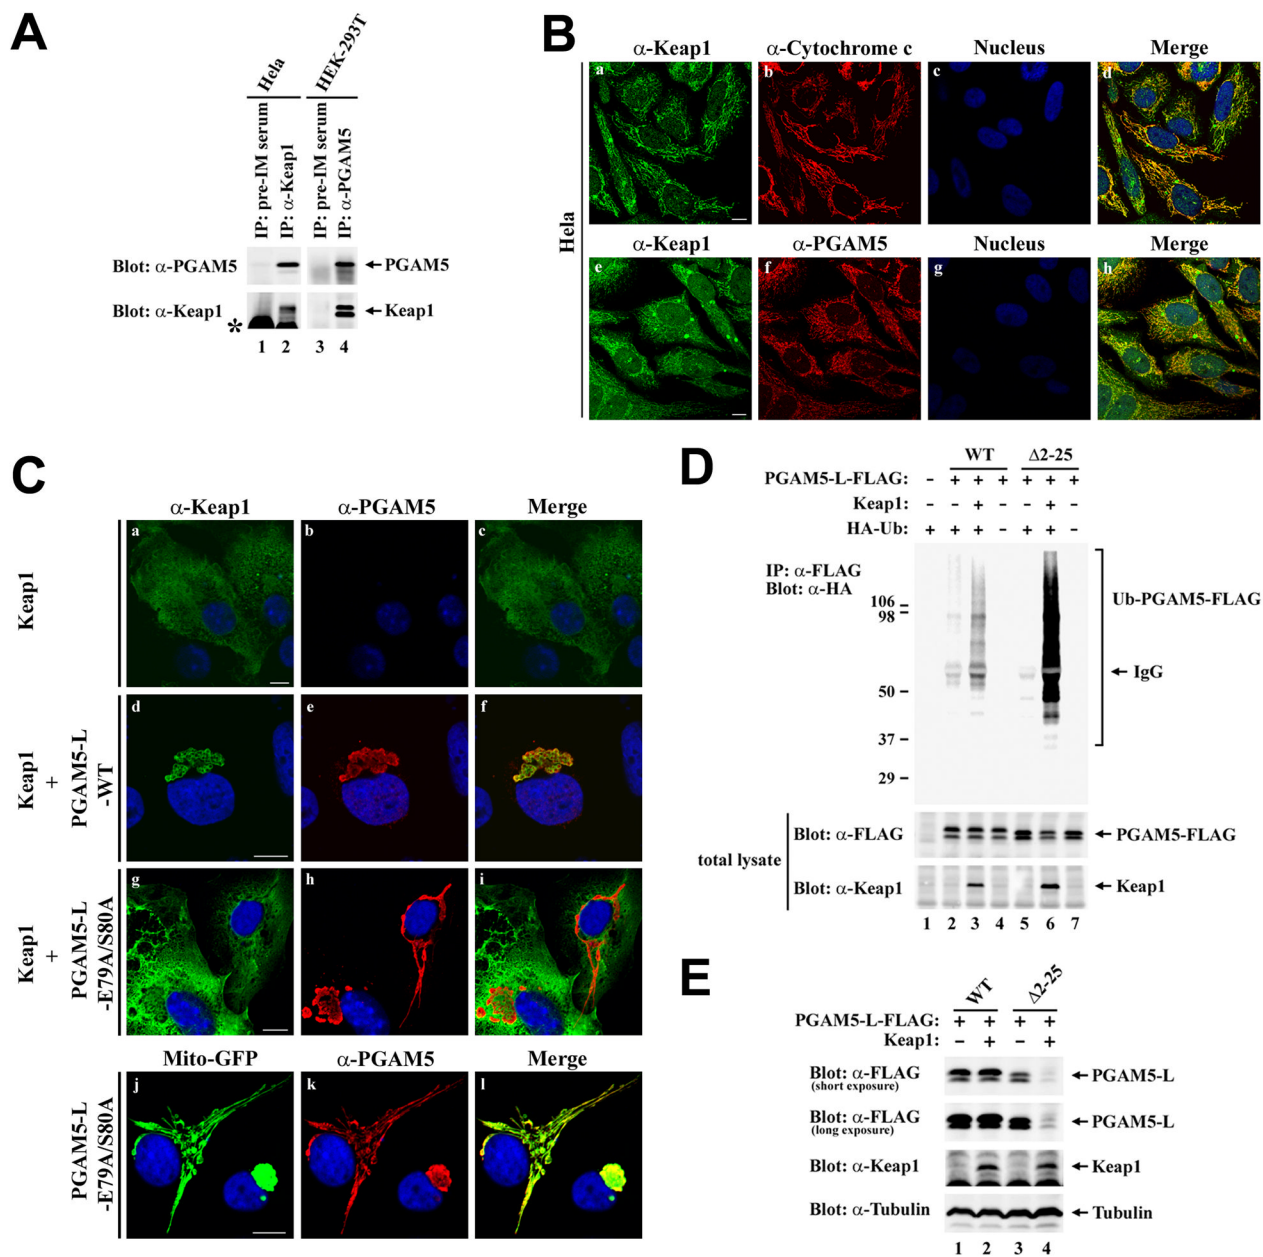 A
Hela
HEK-293T
IP: pre-IM serum
IP: α-Keap1
IP: pre-IM serum
IP: α-PGAM5
Blot: α-PGAM5
PGAM5
Blot: α-Keap1
Keap1
*
1 2 3 4
B
α-Keap1 α-Cytochrome c Nucleus Merge
a b c d
Hela
α-Keap1 α-PGAM5 Nucleus Merge
e f g h
C
α-Keap1 α-PGAM5 Merge
Keap1
a b c
Keap1
+
PGAM5-L
-WT
d e f
Keap1
+
PGAM5-L
-E79A/S80A
g h i
Mito-GFP α-PGAM5 Merge
PGAM5-L
-E79A/S80A
j k l
D
WT Δ2-25
PGAM5-L-FLAG: - + + + + + +
Keap1: - - + - - + -
HA-Ub: + + + - + + -
IP: α-FLAG
Blot: α-HA
106
98
50
37
29
Ub-PGAM5-FLAG
IgG
total lysate
Blot: α-FLAG
PGAM5-FLAG
Blot: α-Keap1
Keap1
1 2 3 4 5 6 7
E
WT Δ2-25
PGAM5-L-FLAG: + + + +
Keap1: - + - +
Blot: α-FLAG
(short exposure)
PGAM5-L
Blot: α-FLAG
(long exposure)
PGAM5-L
Blot: α-Keap1
Keap1
Blot: α-Tubulin
Tubulin
1 2 3 4